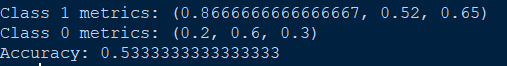 Class 1 metrics: (0.8666666666666667, 0.52, 0.65)
Class 0 metrics: (0.2, 0.6, 0.3)
Accuracy: 0.5333333333333333